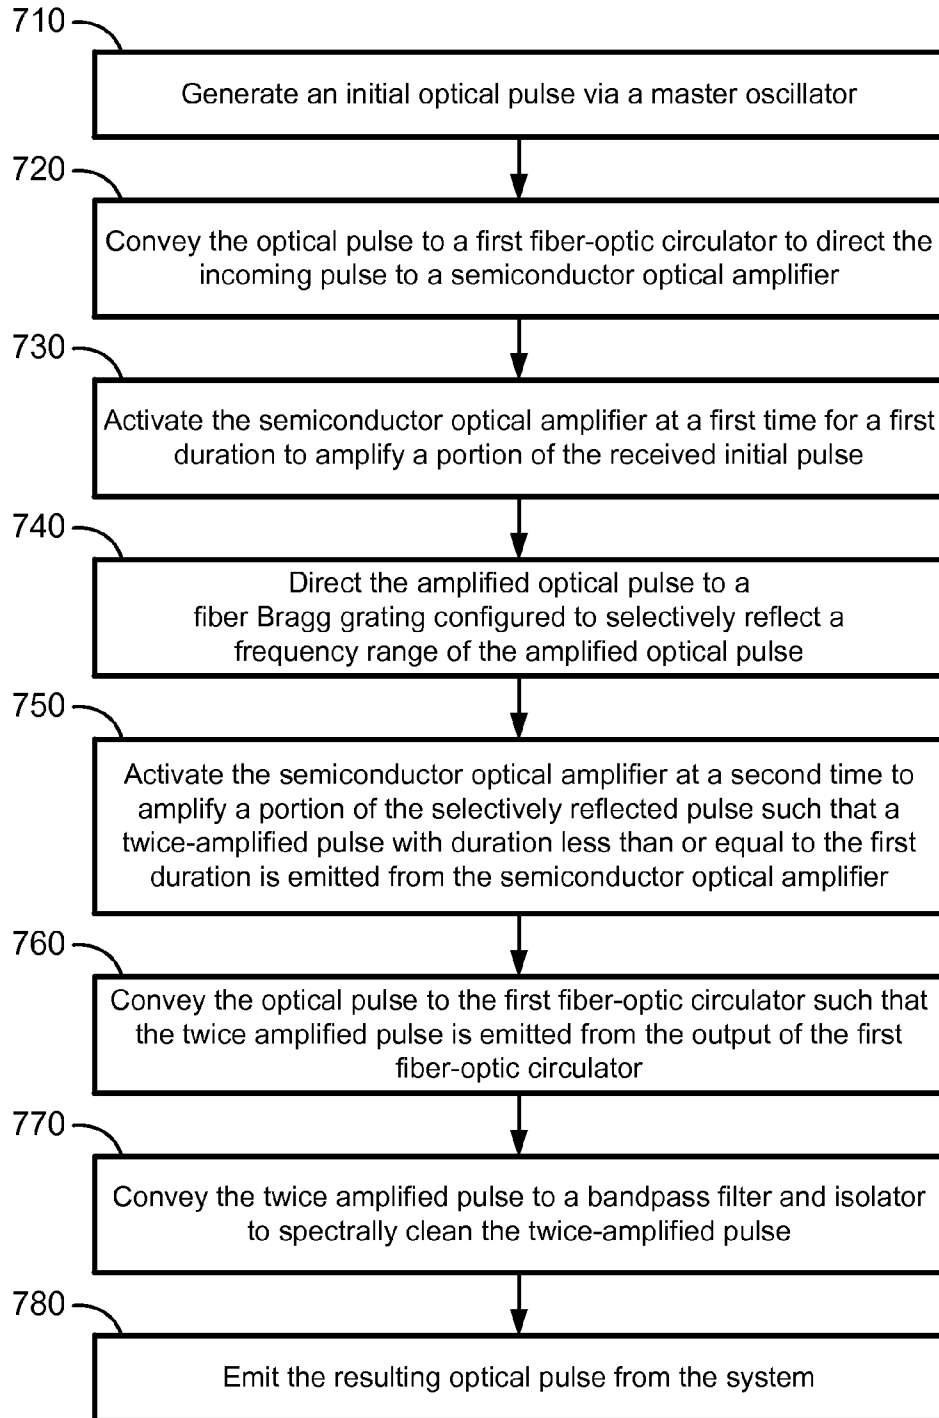 710
Generate an initial optical pulse via a master oscillator
720
Convey the optical pulse to a first fiber-optic circulator to direct the
incoming pulse to a semiconductor optical amplifier
730
Activate the semiconductor optical amplifier at a first time for a first
duration to amplify a portion of the received initial pulse
740
Direct the amplified optical pulse to a
fiber Bragg grating configured to selectively reflect a
frequency range of the amplified optical pulse
750
Activate the semiconductor optical amplifier at a second time to
amplify a portion of the selectively reflected pulse such that a
twice-amplified pulse with duration less than or equal to the first
duration is emitted from the semiconductor optical amplifier
760
Convey the optical pulse to the first fiber-optic circulator such that
the twice amplified pulse is emitted from the output of the first
fiber-optic circulator
770
Convey the twice amplified pulse to a bandpass filter and isolator
to spectrally clean the twice-amplified pulse
780
Emit the resulting optical pulse from the system